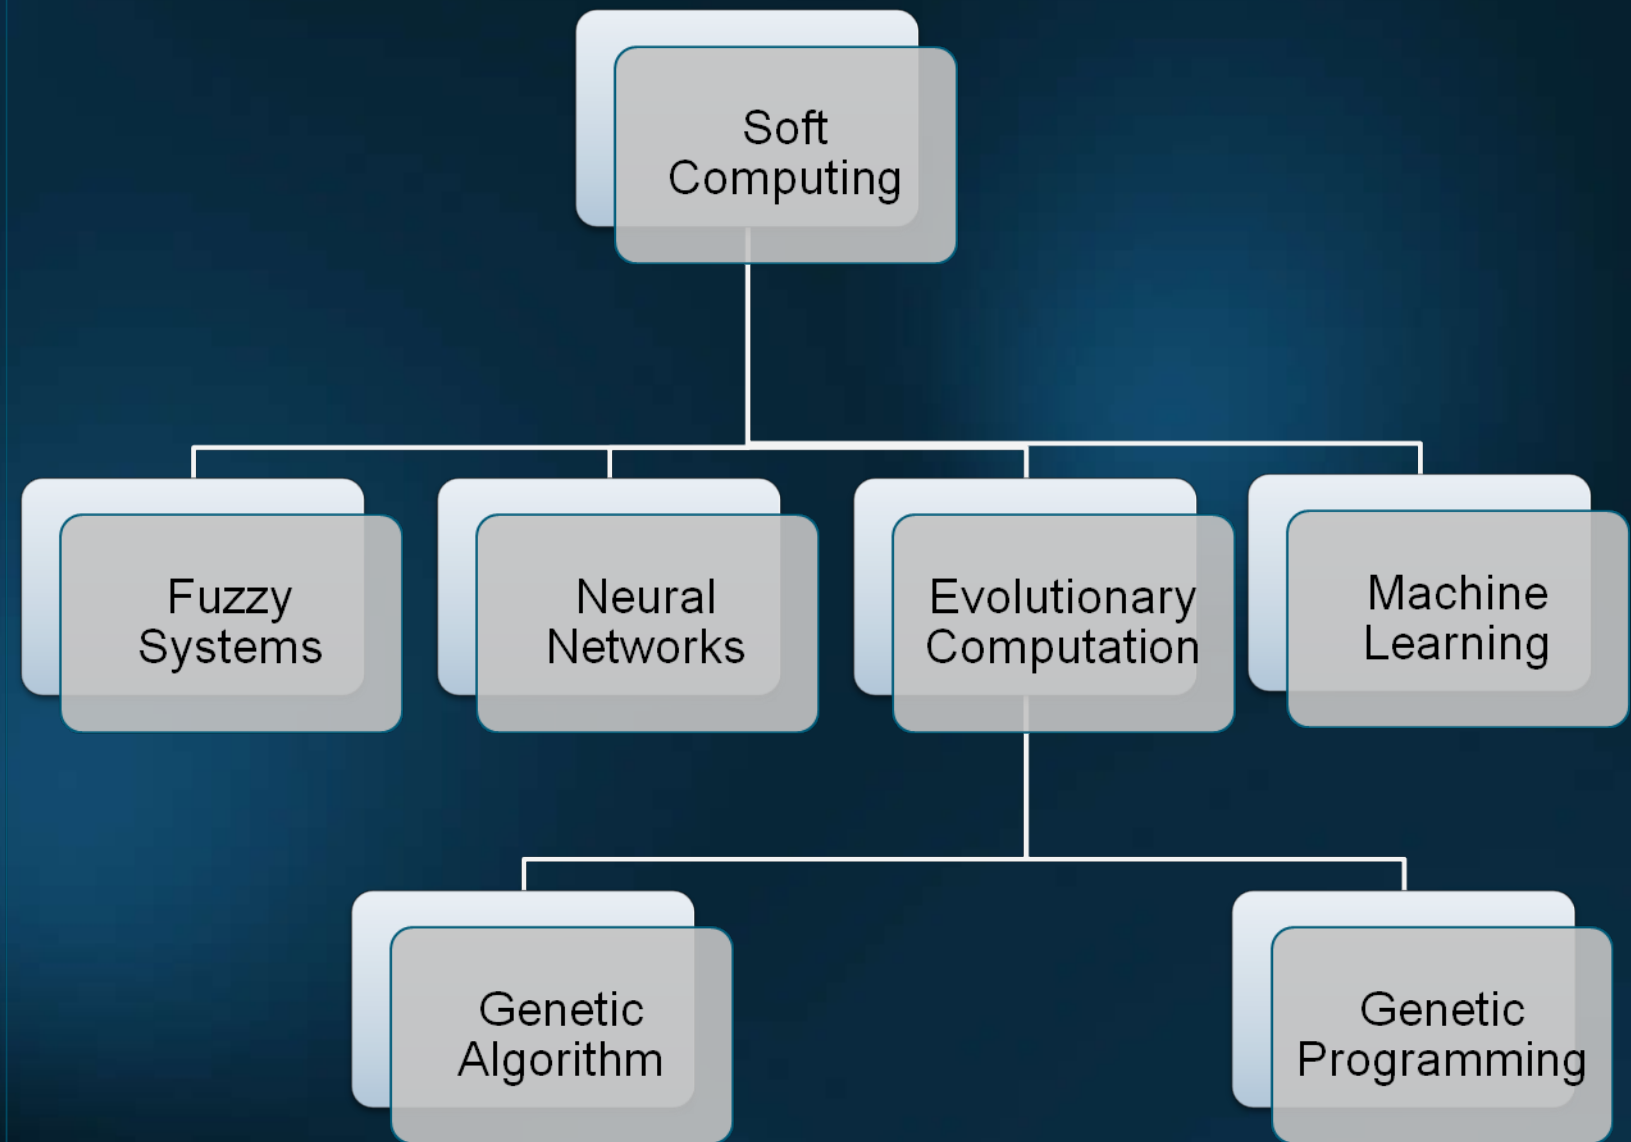 Soft
Computing
Fuzzy
Systems
Neural
Networks
Evolutionary
Computation
Machine
Learning
Genetic
Algorithm
Genetic
Programming